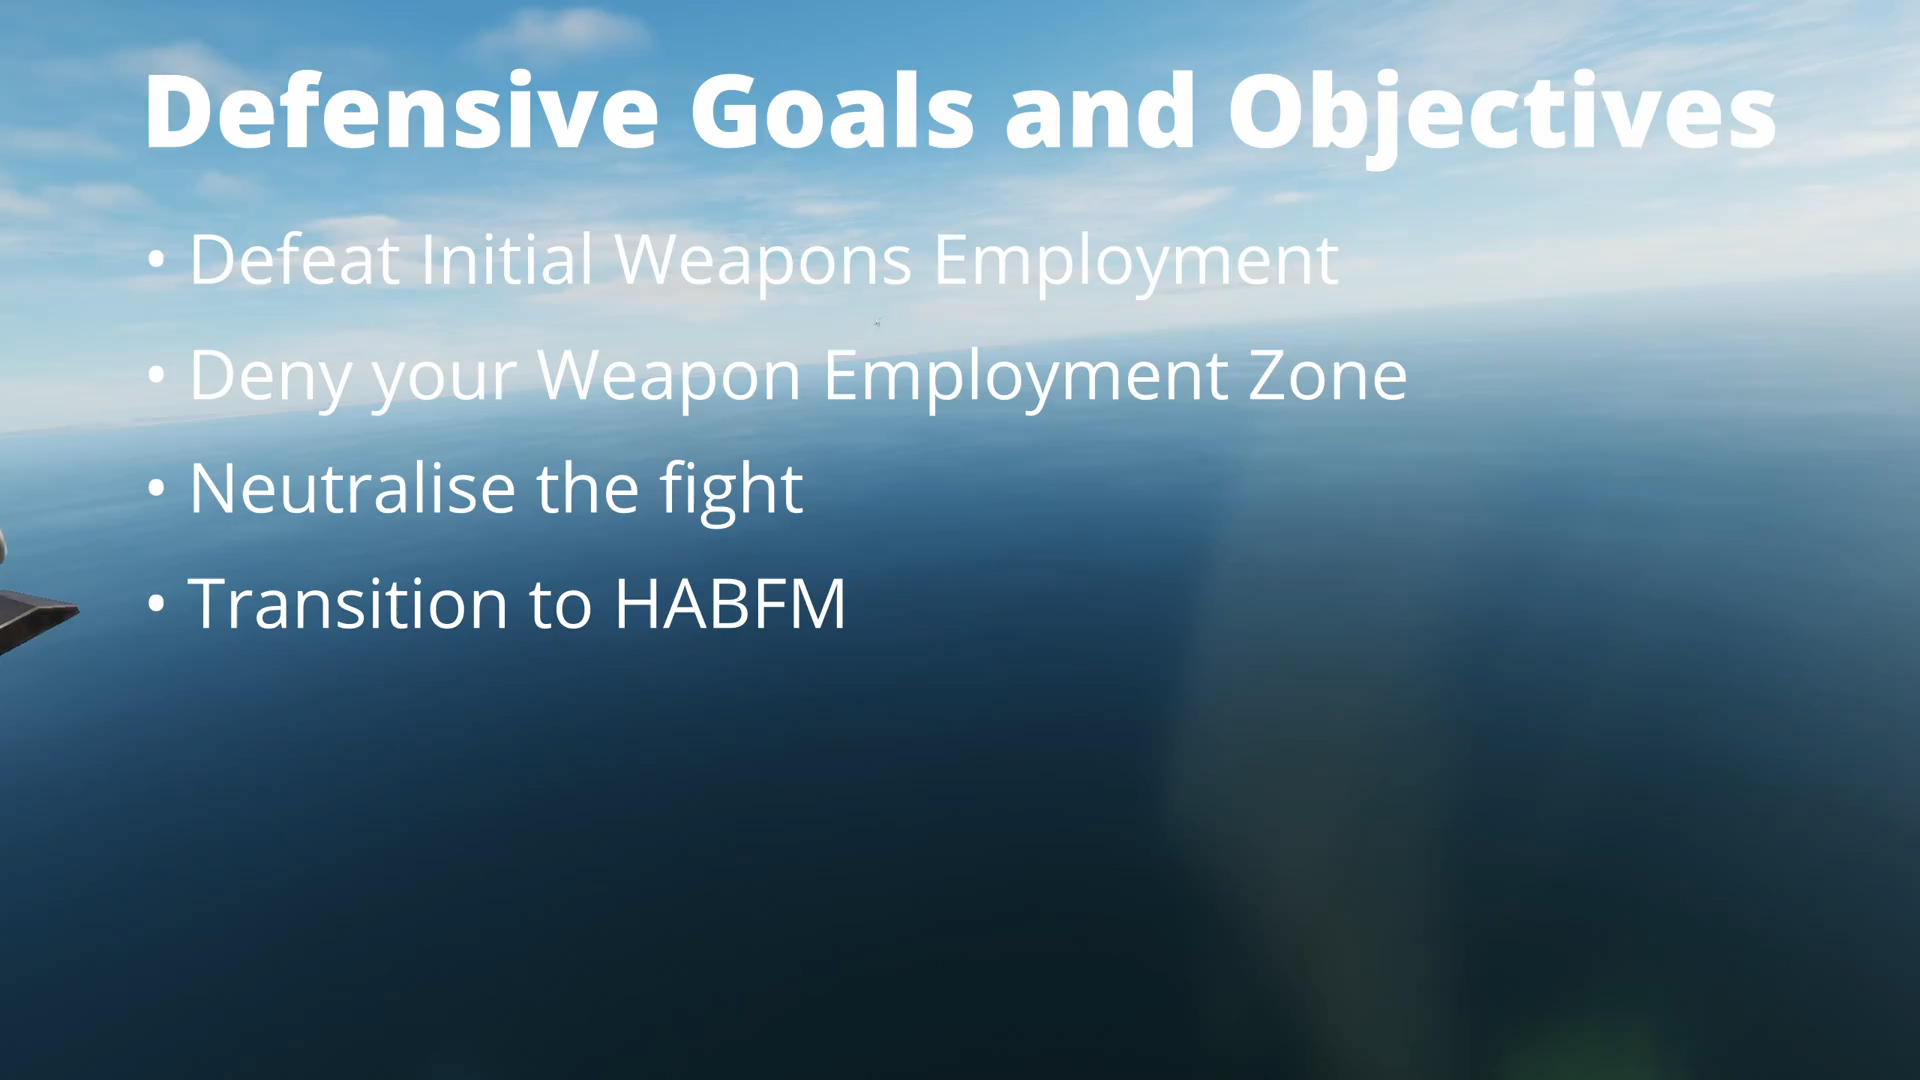 Defensive Goals and Objectives
• Defeat Initial Weapons Employment
• Deny your Weapon Employment Zone
• Neutralise the fight
• Transition to HABFM